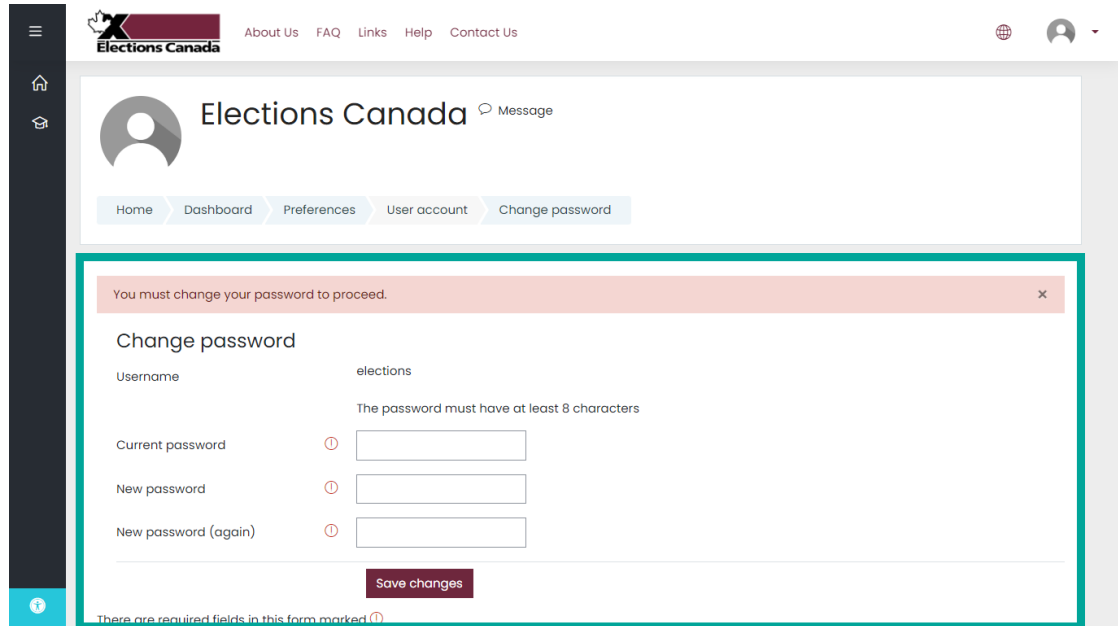 Elections Canada
About Us FAQ Links Help Contact Us
Elections Canada Message
Home Dashboard Preferences User account Change password
You must change your password to proceed. ×
Change password
Username elections
The password must have at least 8 characters
Current password
New password
New password (again)
Save changes
There are required fields in this form marked